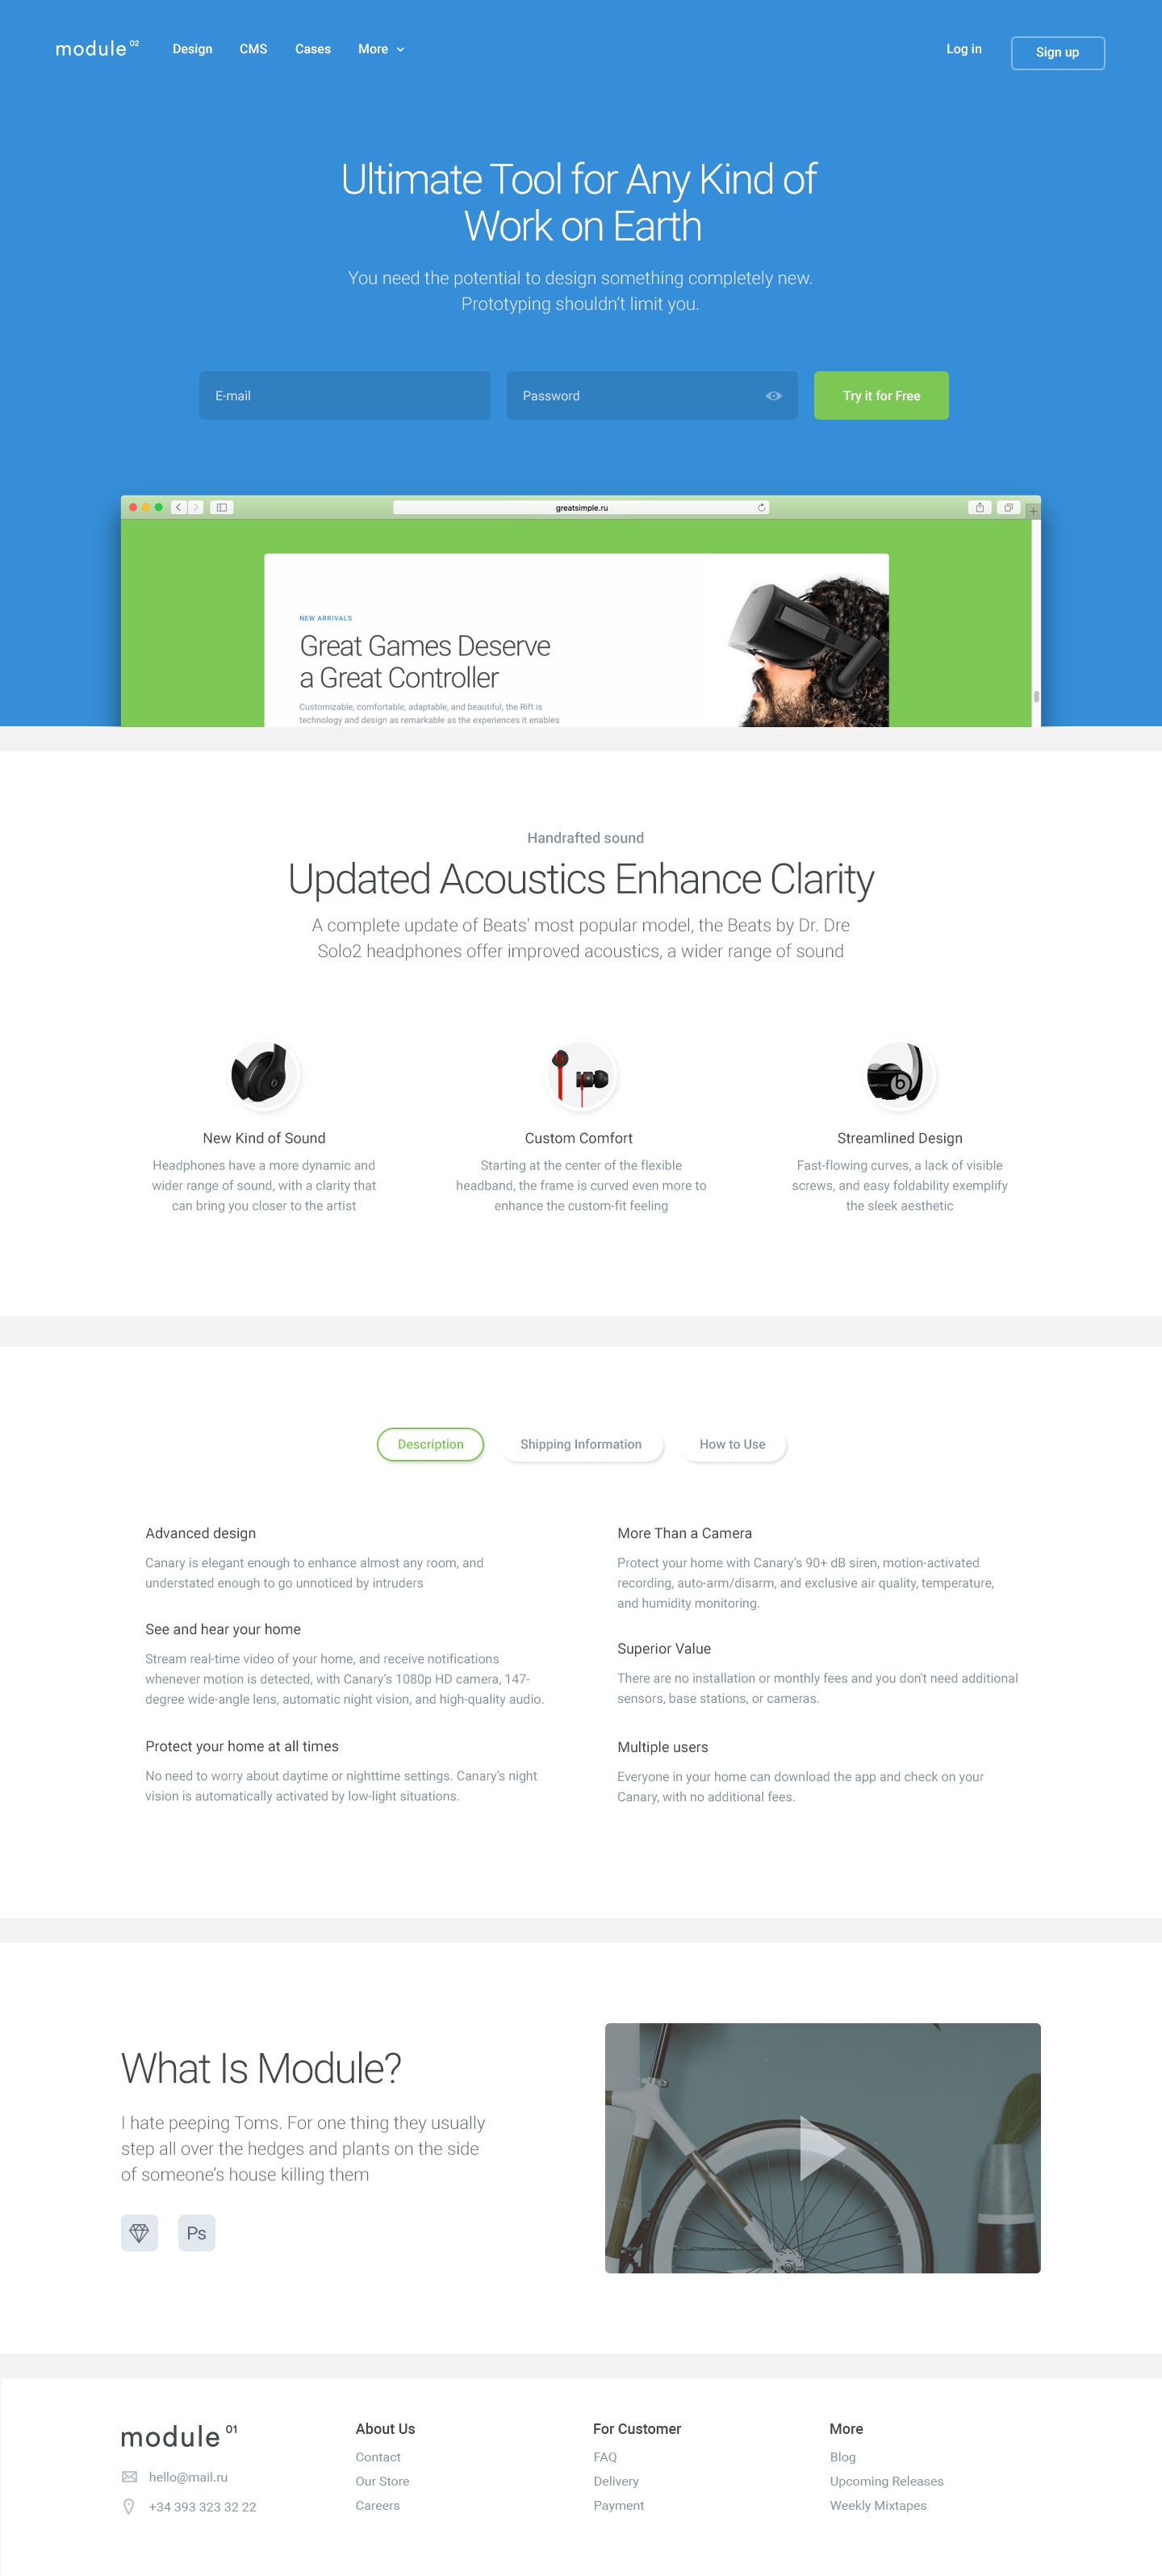 module 02
Design CMS Cases More
Log in
Sign up
Ultimate Tool for Any Kind of
Work on Earth
You need the potential to design something completely new.
Prototyping shouldn’t limit you.
E-mail
Password
Try it for Free
greatsimple.ru
NEW ARRIVALS
Great Games Deserve
a Great Controller
Customizable, comfortable, adaptable, and beautiful, the Rift is
technology and design as remarkable as the experiences it enables
Handrafted sound
Updated Acoustics Enhance Clarity
A complete update of Beats' most popular model, the Beats by Dr. Dre
Solo2 headphones offer improved acoustics, a wider range of sound
New Kind of Sound
Headphones have a more dynamic and
wider range of sound, with a clarity that
can bring you closer to the artist
Custom Comfort
Starting at the center of the flexible
headband, the frame is curved even more to
enhance the custom-fit feeling
Streamlined Design
Fast-flowing curves, a lack of visible
screws, and easy foldability exemplify
the sleek aesthetic
Description
Shipping Information
How to Use
Advanced design
Canary is elegant enough to enhance almost any room, and
understated enough to go unnoticed by intruders
See and hear your home
Stream real-time video of your home, and receive notifications
whenever motion is detected, with Canary’s 1080p HD camera, 147-
degree wide-angle lens, automatic night vision, and high-quality audio.
Protect your home at all times
No need to worry about daytime or nighttime settings. Canary’s night
vision is automatically activated by low-light situations.
More Than a Camera
Protect your home with Canary’s 90+ dB siren, motion-activated
recording, auto-arm/disarm, and exclusive air quality, temperature,
and humidity monitoring.
Superior Value
There are no installation or monthly fees and you don't need additional
sensors, base stations, or cameras.
Multiple users
Everyone in your home can download the app and check on your
Canary, with no additional fees.
What Is Module?
I hate peeping Toms. For one thing they usually
step all over the hedges and plants on the side
of someone’s house killing them
Ps
module 01
hello@mail.ru
+34 393 323 32 22
About Us
Contact
Our Store
Careers
For Customer
FAQ
Delivery
Payment
More
Blog
Upcoming Releases
Weekly Mixtapes